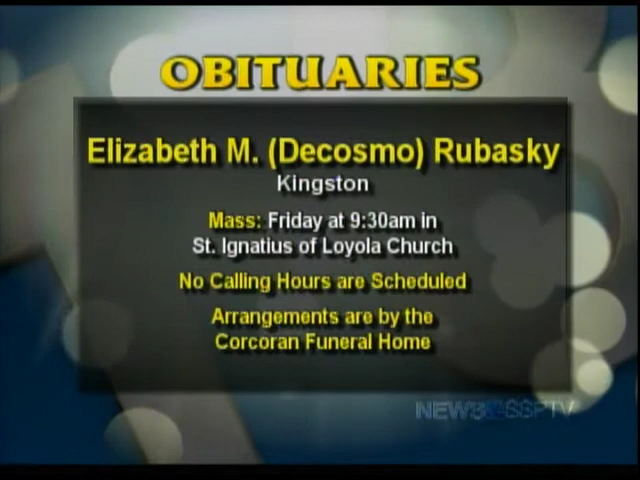 OBITUARIES
Elizabeth M. (Decosmo) Rubasky
Kingston
Mass: Friday at 9:30am in
St. Ignatius of Loyola Church
No Calling Hours are Scheduled
Arrangements are by the
Corcoran Funeral Home
SSPTV